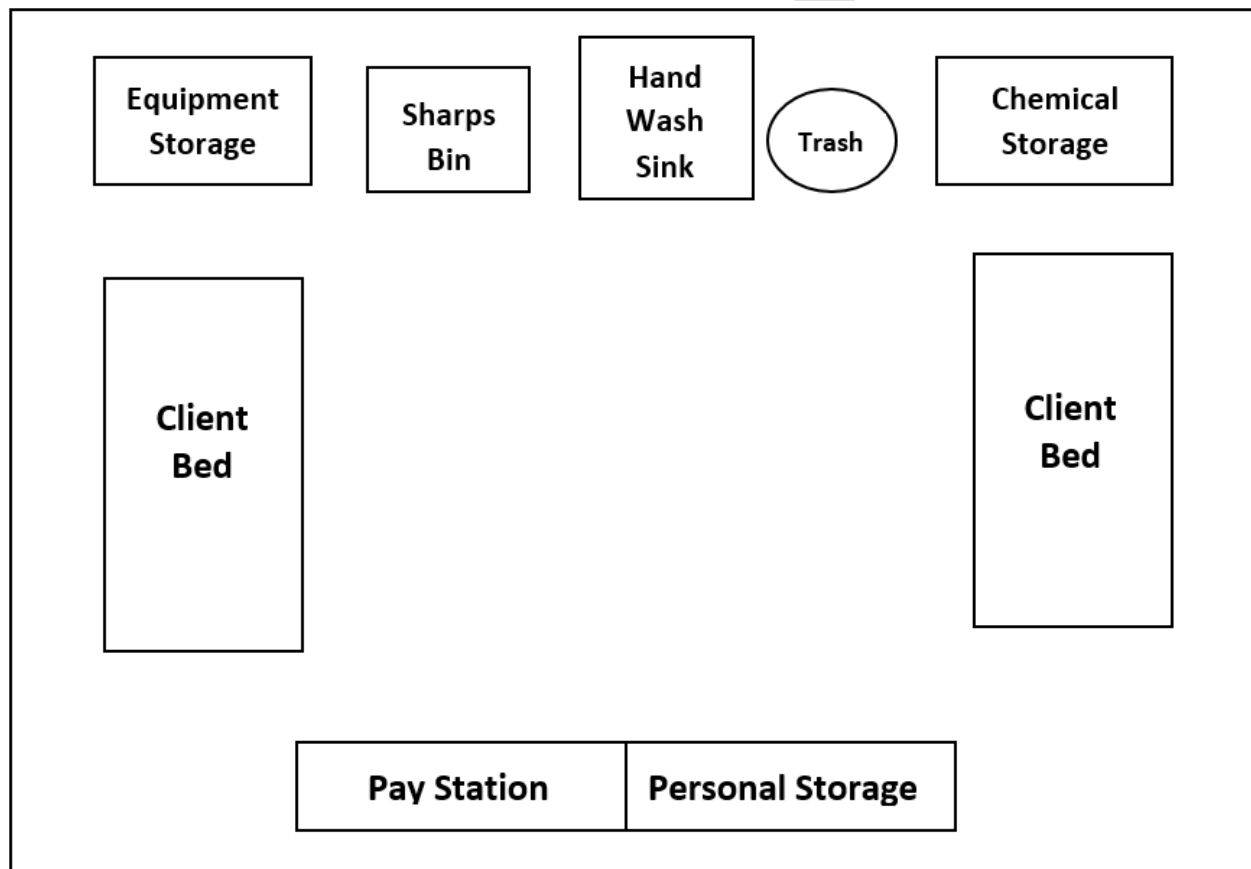 Equipment
Storage
Sharps
Bin
Hand
Wash
Sink
Trash
Chemical
Storage
Client
Bed
Client
Bed
Pay Station
Personal Storage